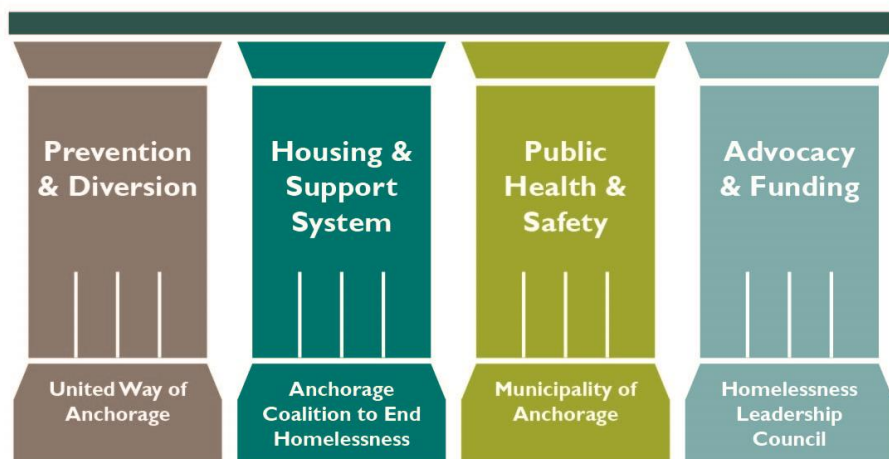 Prevention
& Diversion
Housing &
Support
System
Public
Health &
Safety
Advocacy
& Funding
United Way of
Anchorage
Anchorage
Coalition to End
Homelessness
Municipality of
Anchorage
Homelessness
Leadership
Council